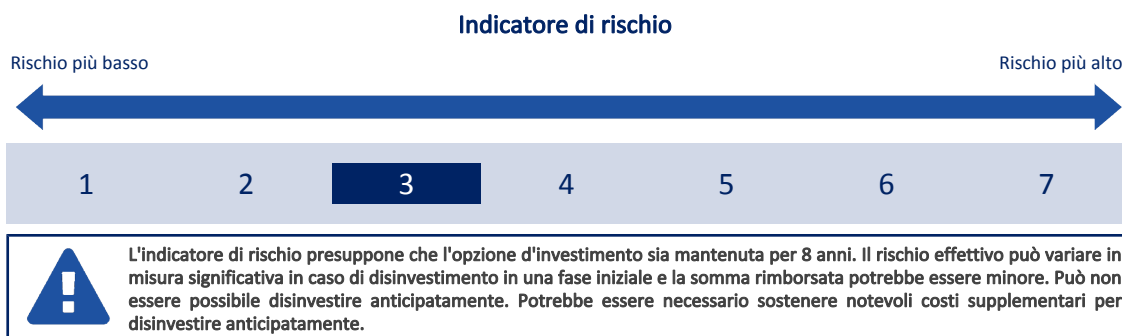 Indicatore di rischio
Rischio più basso Rischio più alto
1 2 3 4 5 6 7
L'indicatore di rischio presuppone che l'opzione d'investimento sia mantenuta per 8 anni. Il rischio effettivo può variare in
misura significativa in caso di disinvestimento in una fase iniziale e la somma rimborsata potrebbe essere minore. Può non
essere possibile disinvestire anticipatamente. Potrebbe essere necessario sostenere notevoli costi supplementari per
disinvestire anticipatamente.